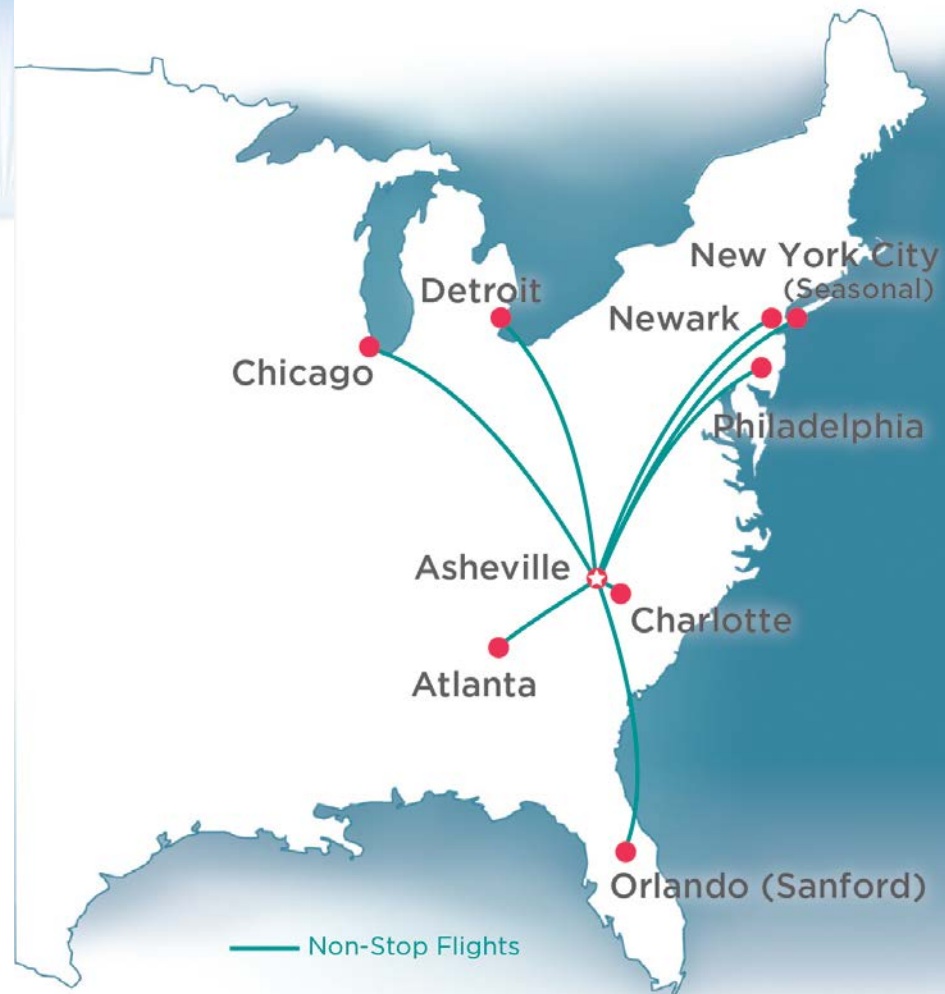 New York City
(Seasonal)
Detroit
Newark
Chicago
Philadelphia
Asheville
Charlotte
Atlanta
Orlando (Sanford)
Non-Stop Flights